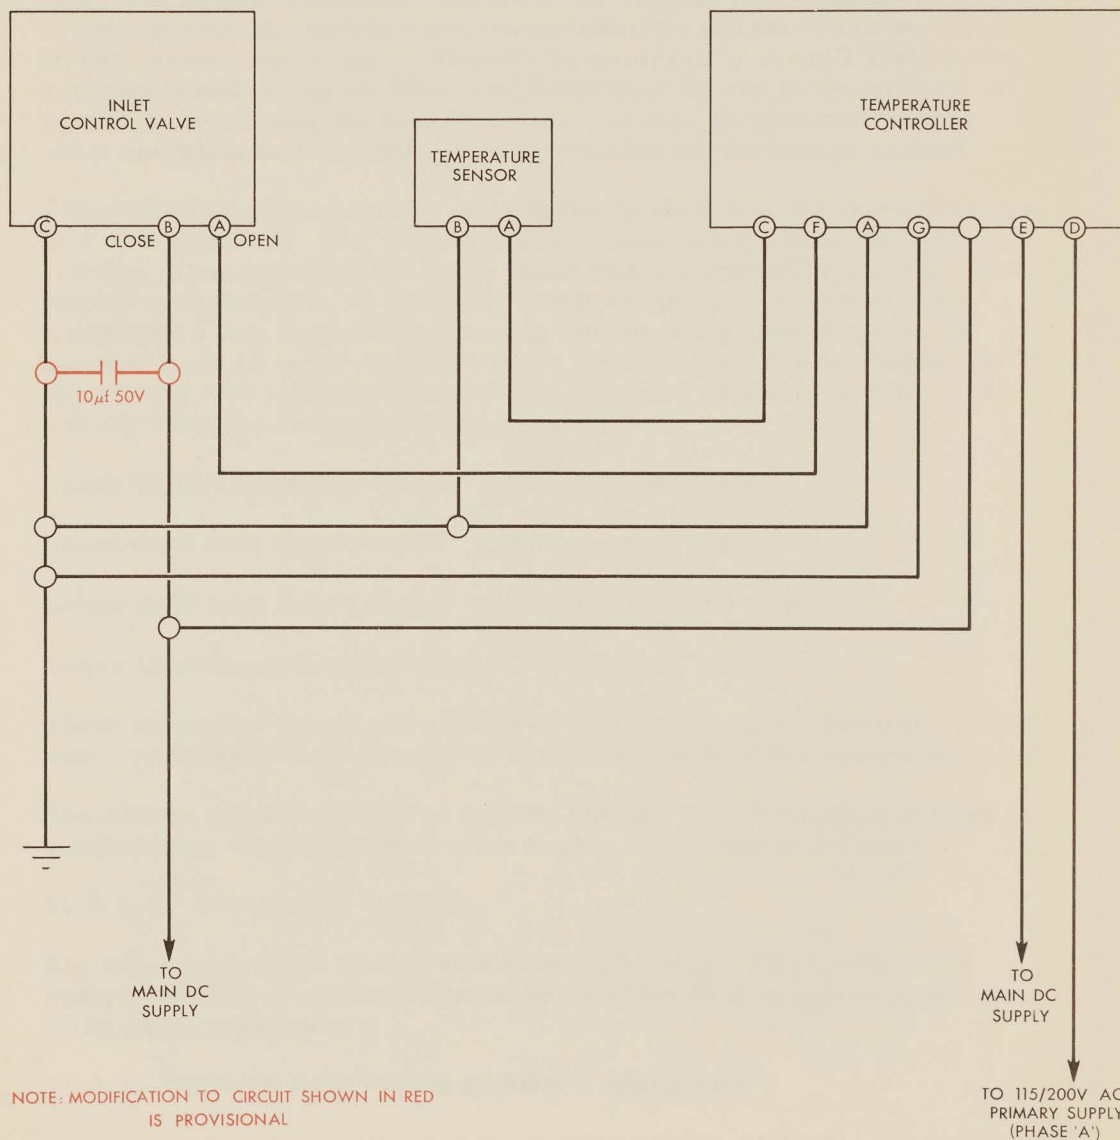 INLET
CONTROL VALVE
TEMPERATURE
SENSOR
TEMPERATURE
CONTROLLER
C
B
A
CLOSE
OPEN
B
A
C
F
A
G
E
D
10μf 50V
TO
MAIN DC
SUPPLY
TO
MAIN DC
SUPPLY
TO 115/200V AC
PRIMARY SUPPLY
(PHASE 'A')
NOTE: MODIFICATION TO CIRCUIT SHOWN IN RED
IS PROVISIONAL